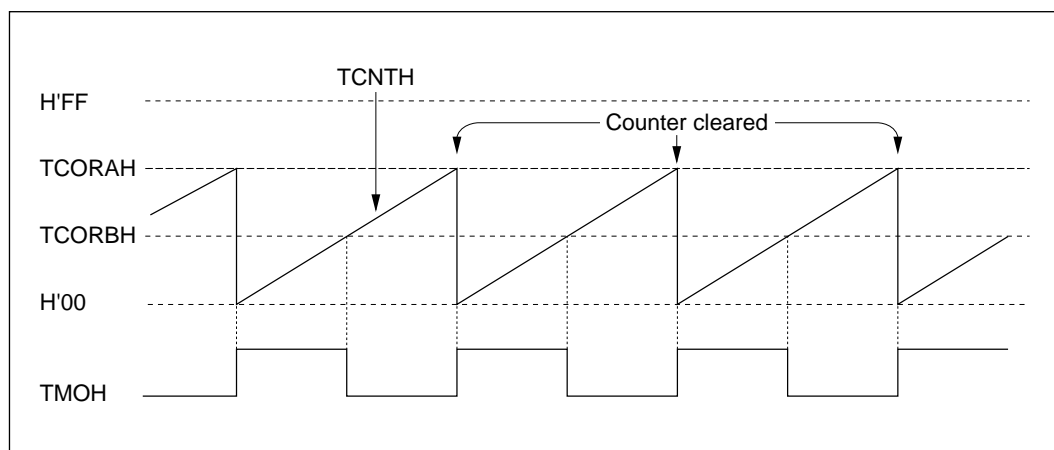 TCNTH
H'FF
Counter cleared
TCORAH
TCORBH
H'00
TMOH